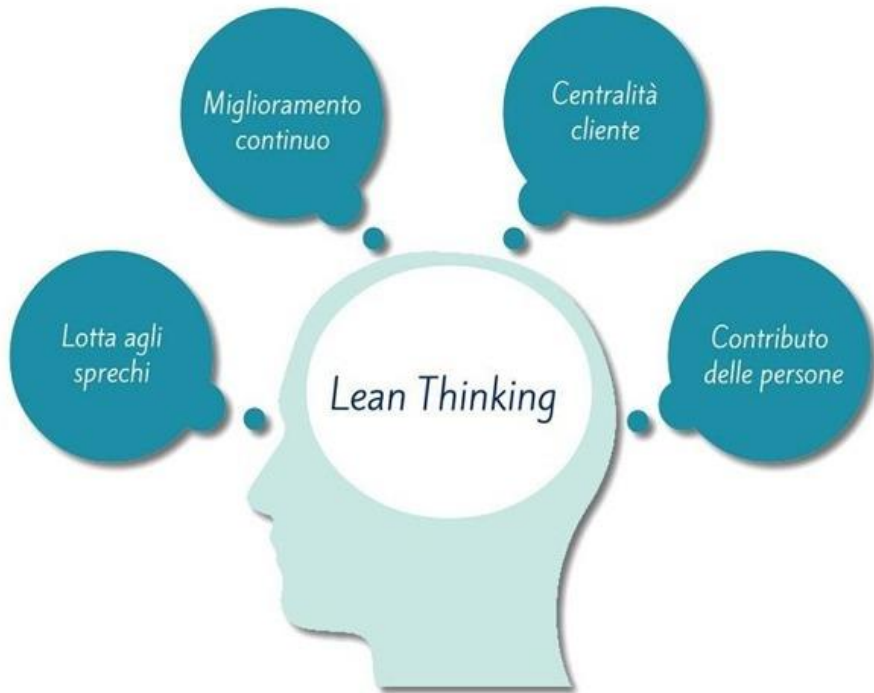 Miglioramento
continuo
Centralità
cliente
Lotta agli
sprechi
Lean Thinking
Contributo
delle persone